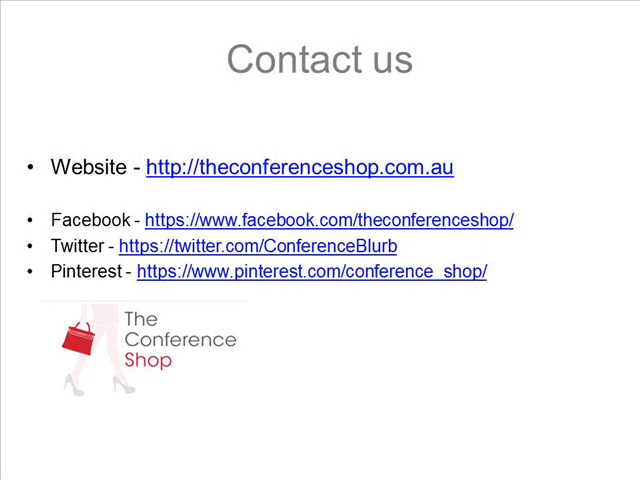 Contact us
• Website - http://theconferenceshop.com.au
• Facebook - https://www.facebook.com/theconferenceshop/
• Twitter - https://twitter.com/ConferenceBlurb
• Pinterest - https://www.pinterest.com/conference_shop/
The
Conference
Shop